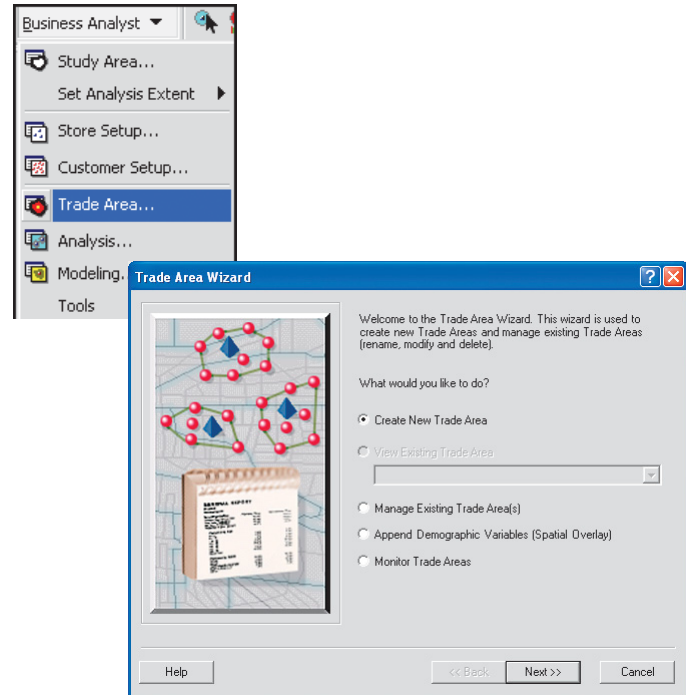 Business Analyst
Study Area...
Set Analysis Extent
Store Setup...
Customer Setup...
Trade Area...
Analysis...
Modeling.
Tools
Trade Area Wizard
Welcome to the Trade Area Wizard. This wizard is used to
create new Trade Areas and manage existing Trade Areas
(rename, modify and delete).
What would you like to do?
Create New Trade Area
View Existing Trade Area
Manage Existing Trade Area(s)
Append Demographic Variables (Spatial Overlay)
Monitor Trade Areas
Help
<< Back
Next >>
Cancel